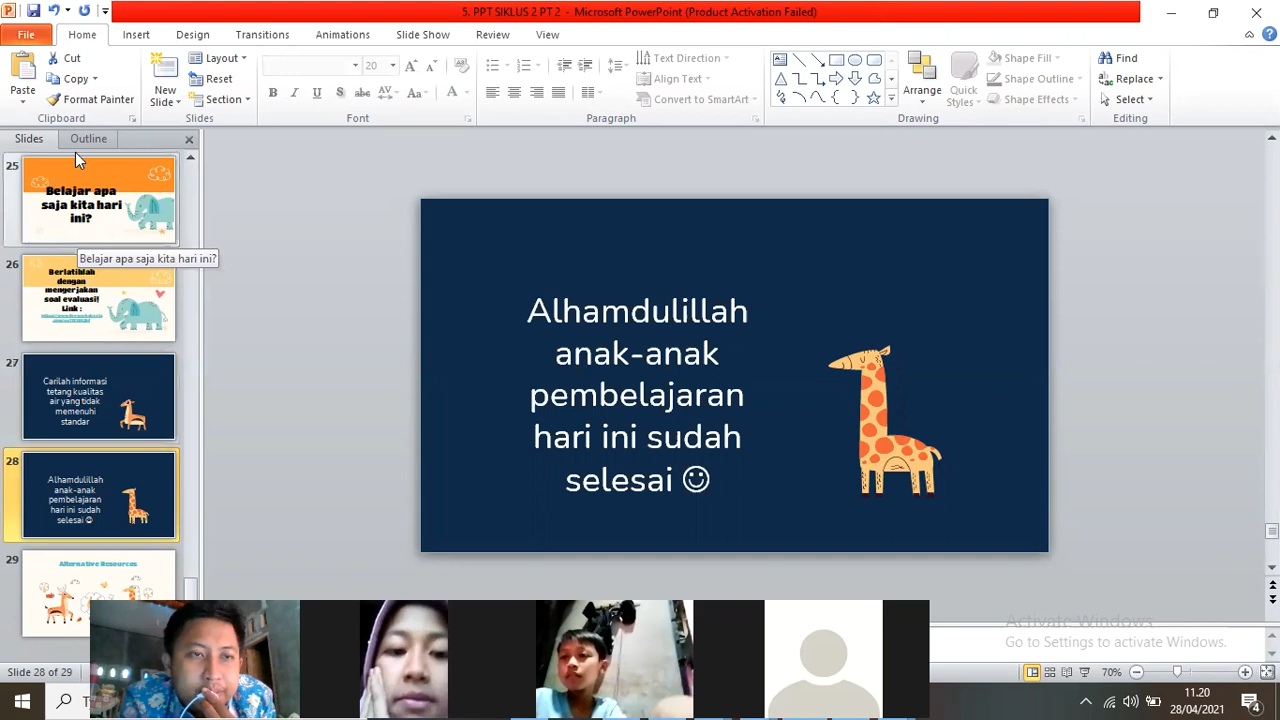 5. PPT SIKLUS 2 PT 2 - Microsoft PowerPoint (Product Activation Failed)
File Home Insert Design Transitions Animations Slide Show Review View
Paste
Cut
Copy
Format Painter
Clipboard
New Slide
Layout
Reset
Section
Slides
20
B I U S abc AV Aa A
Font
Text Direction
Align Text
Convert to SmartArt
Paragraph
Arrange
Quick Styles
Shape Fill
Shape Outline
Shape Effects
Drawing
Find
Replace
Select
Editing
Slides Outline
25
Belajar apa
saja kita hari
ini?
Belajar apa saja kita hari ini?
26
Berlatihlah
dengan
mengerjakan
soal evaluasi!
Link :
27
Carilah informasi
tetang kualitas
air yang tidak
memenuhi
standar
28
Alhamdulillah
anak-anak
pembelajaran
hari ini sudah
selesai ☺
29
Alternative Resources
Alhamdulillah
anak-anak
pembelajaran
hari ini sudah
selesai ☺
Activate Windows
Go to Settings to activate Windows.
Slide 28 of 29
70%
T
11.20
28/04/2021
4